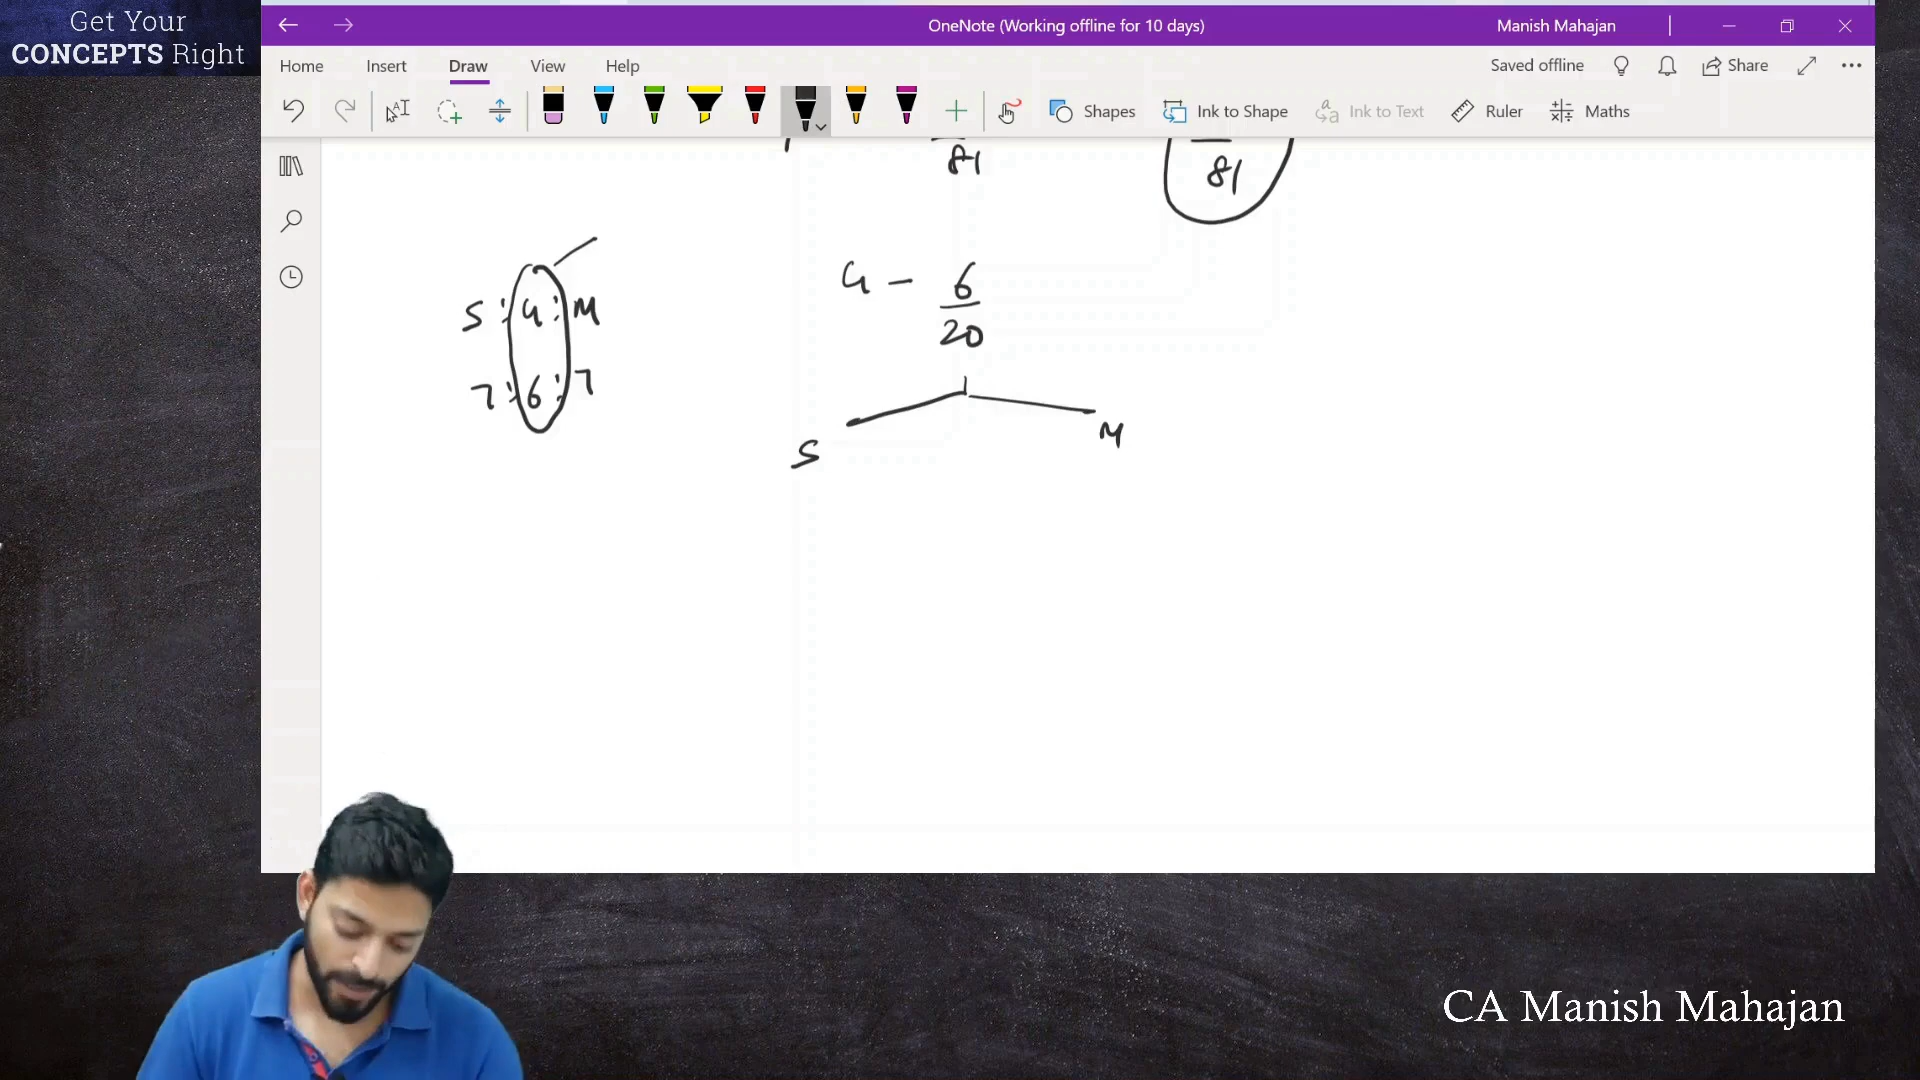 Get Your
CONCEPTS Right
OneNote (Working offline for 10 days)
Manish Mahajan
Home Insert Draw View Help
Saved offline
Share
Shapes
Ink to Shape
Ink to Text
Ruler
Maths
81
81
S : G : M
7 : 6 : 7
G - 6
20
S
M
CA Manish Mahajan